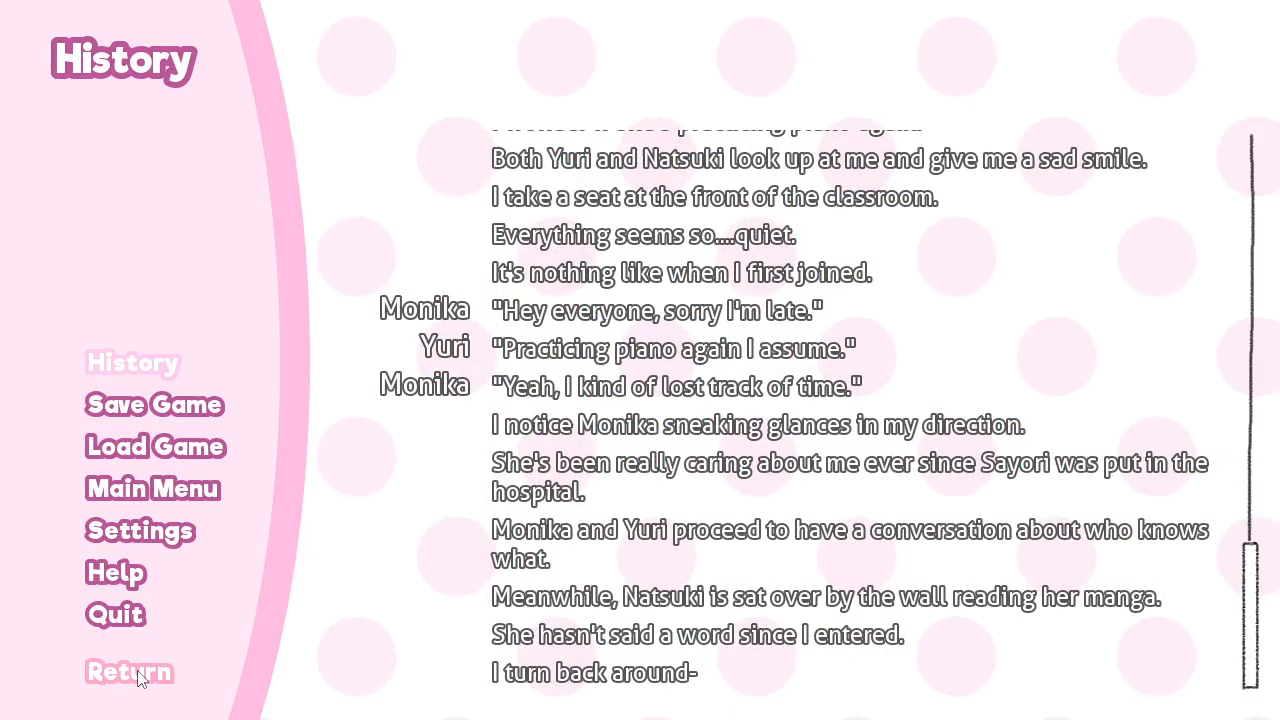 History
Both Yuri and Natsuki look up at me and give me a sad smile.
I take a seat at the front of the classroom.
Everything seems so....quiet.
It's nothing like when I first joined.
Monika "Hey everyone, sorry I'm late."
Yuri "Practicing piano again I assume."
Monika "Yeah, I kind of lost track of time."
I notice Monika sneaking glances in my direction.
She's been really caring about me ever since Sayori was put in the
hospital.
Monika and Yuri proceed to have a conversation about who knows
what.
Meanwhile, Natsuki is sat over by the wall reading her manga.
She hasn't said a word since I entered.
I turn back around-
History
Save Game
Load Game
Main Menu
Settings
Help
Quit
Return